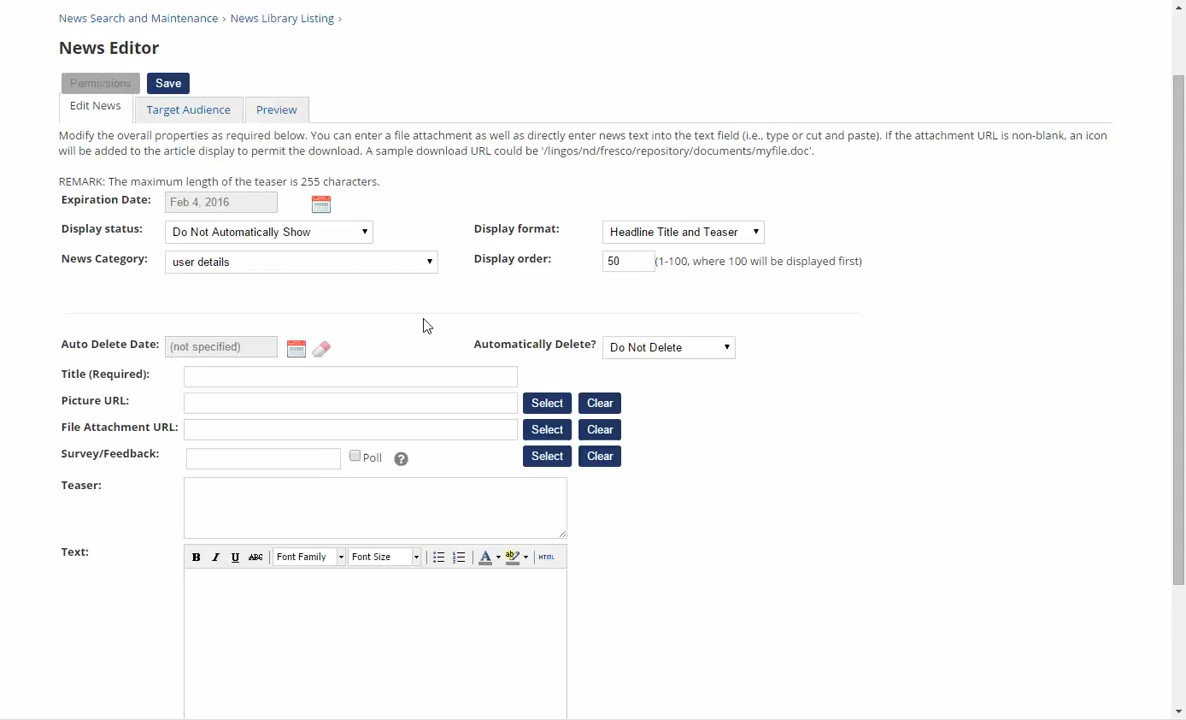 News Search and Maintenance › News Library Listing ›
News Editor
Permissions Save
Edit News Target Audience Preview
Modify the overall properties as required below. You can enter a file attachment as well as directly enter news text into the text field (i.e., type or cut and paste). If the attachment URL is non-blank, an icon
will be added to the article display to permit the download. A sample download URL could be '/lingos/nd/fresco/repository/documents/myfile.doc'.
REMARK: The maximum length of the teaser is 255 characters.
Expiration Date: Feb 4, 2016
Display status: Do Not Automatically Show Display format: Headline Title and Teaser
News Category: user details Display order: 50 (1-100, where 100 will be displayed first)
Auto Delete Date: (not specified) Automatically Delete? Do Not Delete
Title (Required):
Picture URL: Select Clear
File Attachment URL: Select Clear
Survey/Feedback: Poll ? Select Clear
Teaser:
Text: B I U ABC Font Family Font Size A ab HTML